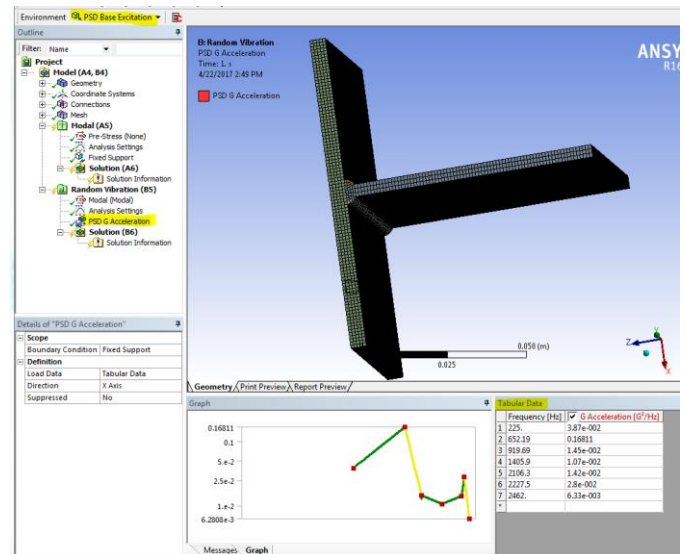 Environment PSD Base Excitation
Outline
Filter: Name
Project
Model (A4, B4)
Geometry
Coordinate Systems
Connections
Mesh
Modal (A5)
Pre-Stress (None)
Analysis Settings
Fixed Support
Solution (A6)
Solution Information
Random Vibration (B5)
Modal (Modal)
Analysis Settings
PSD G Acceleration
Solution (B6)
Solution Information
B: Random Vibration
PSD G Acceleration
Time: 1. s
4/22/2017 2:49 PM
PSD G Acceleration
ANSY
R16
0.025
0.050 (m)
Z
Y
X
Geometry Print Preview Report Preview
Details of "PSD G Acceleration"
Scope
Boundary Condition Fixed Support
Definition
Load Data Tabular Data
Direction X Axis
Suppressed No
Graph
0.16811
0.1
5.e-2
2.5e-2
1.e-2
6.2808e-3
Messages Graph
Tabular Data
Frequency [Hz] G Acceleration [G²/Hz]
1 225. 3.87e-002
2 652.19 0.16811
3 919.69 1.45e-002
4 1405.9 1.07e-002
5 2106.3 1.42e-002
6 2227.5 2.8e-002
7 2462. 6.33e-003
*